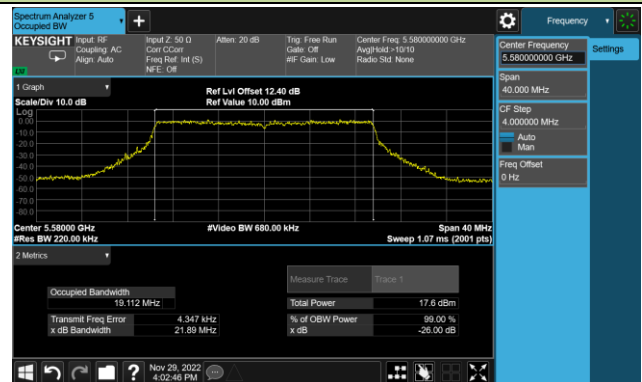 Spectrum Analyzer 5
Occupied BW
Frequency
KEYSIGHT
Input: RF
Coupling: AC
Align: Auto
Input Z: 50 Ω
Corr CCorr
Freq Ref: Int (S)
NFE: Off
Atten: 20 dB
Trig: Free Run
Gate: Off
#IF Gain: Low
Center Freq: 5.580000000 GHz
Avg|Hold:>10/10
Radio Std: None
LW
1 Graph
Scale/Div 10.0 dB
Ref Lvl Offset 12.40 dB
Ref Value 10.00 dBm
Log
0.00
-10.0
-20.0
-30.0
-40.0
-50.0
-60.0
-70.0
-80.0
Center 5.58000 GHz
#Res BW 220.00 kHz
#Video BW 680.00 kHz
Span 40 MHz
Sweep 1.07 ms (2001 pts)
2 Metrics
Measure Trace
Trace 1
Occupied Bandwidth
19.112 MHz
Total Power
17.6 dBm
Transmit Freq Error
4.347 kHz
% of OBW Power
99.00 %
x dB Bandwidth
21.89 MHz
x dB
-26.00 dB
Center Frequency
5.580000000 GHz
Settings
Span
40.000 MHz
CF Step
4.000000 MHz
Auto
Man
Freq Offset
0 Hz
?
Nov 29, 2022
4:02:46 PM